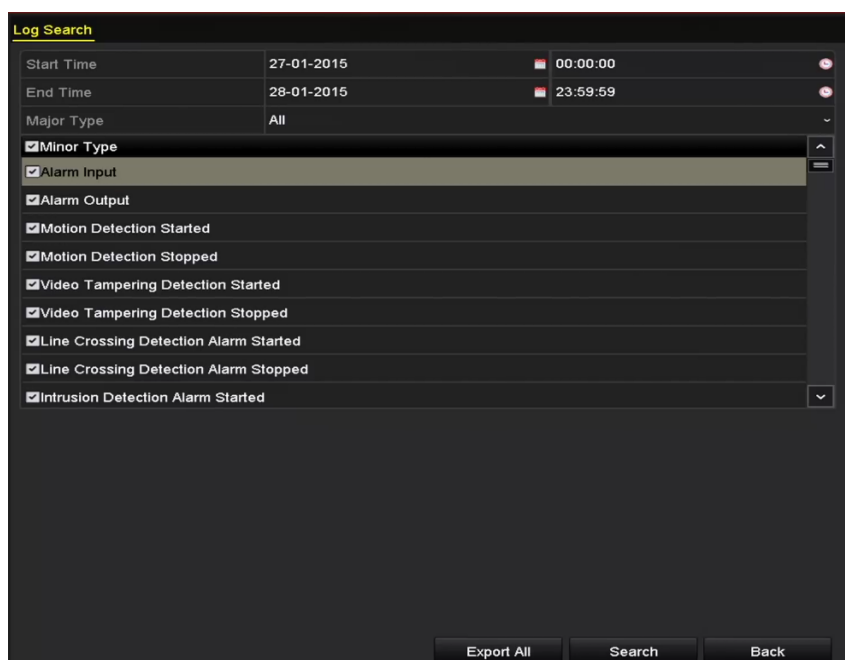 Log Search
Start Time 27-01-2015 00:00:00
End Time 28-01-2015 23:59:59
Major Type All
Minor Type
Alarm Input
Alarm Output
Motion Detection Started
Motion Detection Stopped
Video Tampering Detection Started
Video Tampering Detection Stopped
Line Crossing Detection Alarm Started
Line Crossing Detection Alarm Stopped
Intrusion Detection Alarm Started
Export All Search Back